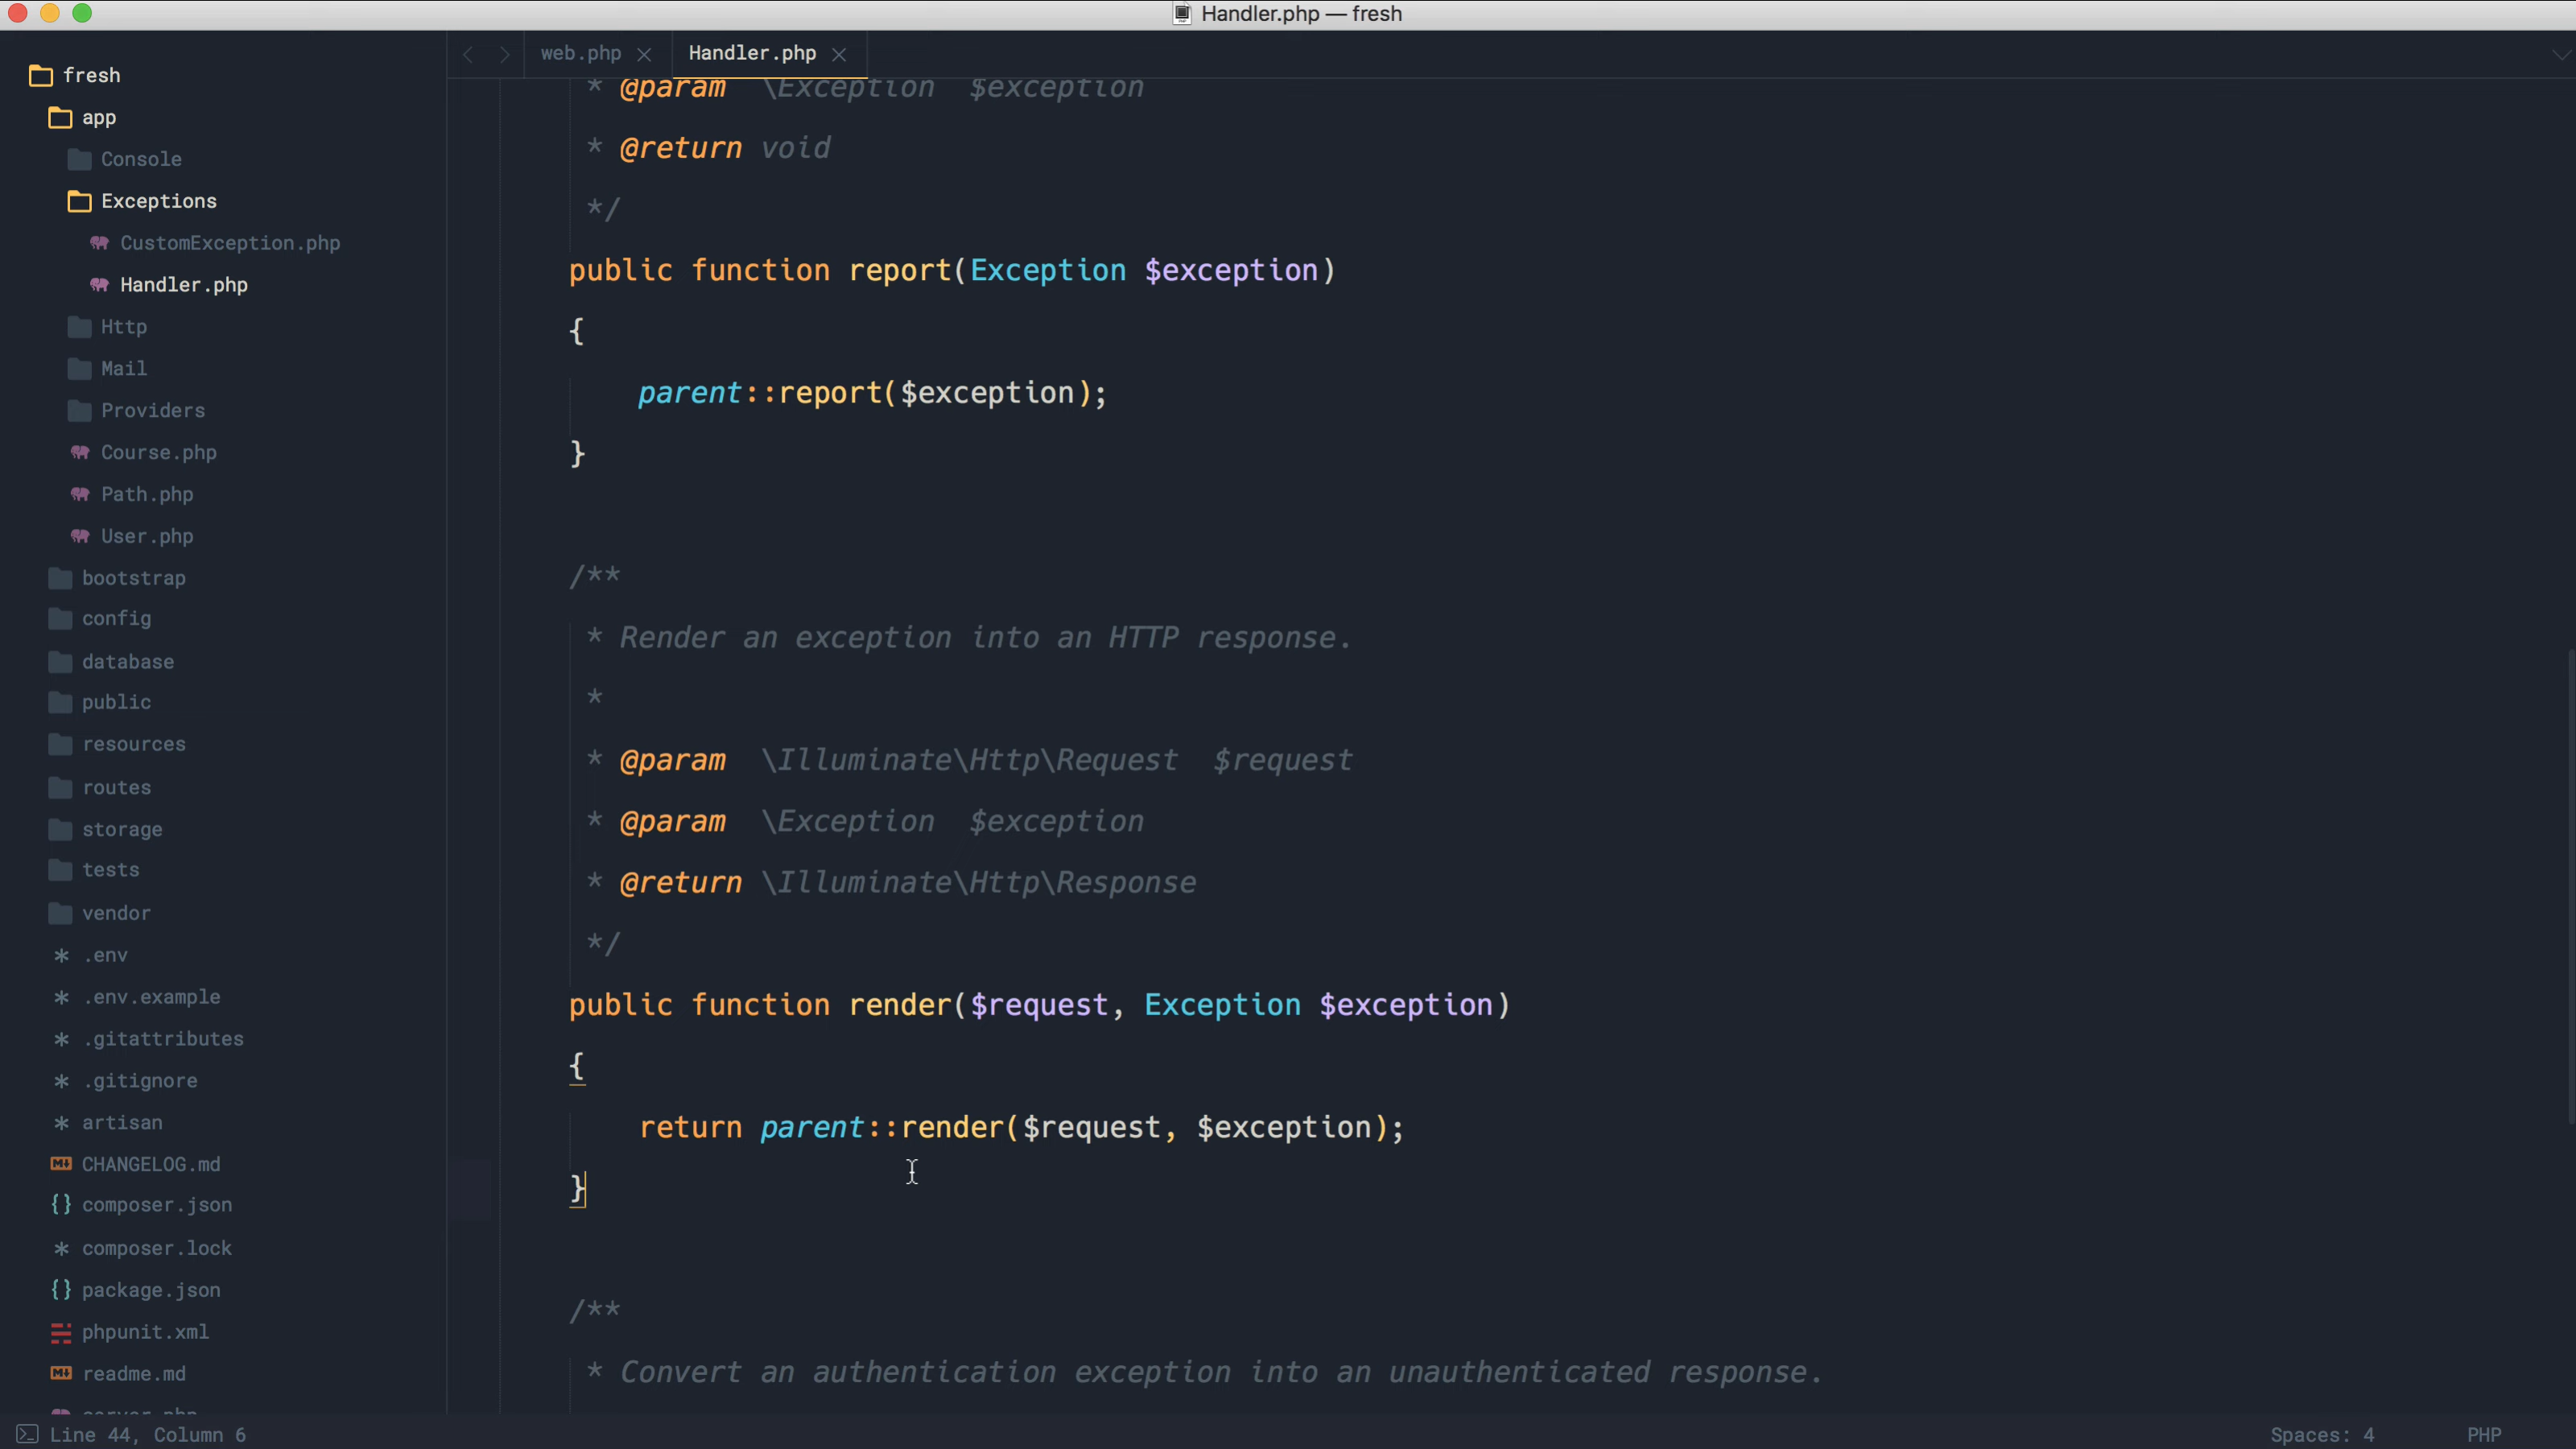 Handler.php — fresh
fresh
app
Console
Exceptions
CustomException.php
Handler.php
Http
Mail
Providers
Course.php
Path.php
User.php
bootstrap
config
database
public
resources
routes
storage
tests
vendor
* .env
* .env.example
* .gitattributes
* .gitignore
* artisan
CHANGELOG.md
{} composer.json
* composer.lock
{} package.json
phpunit.xml
readme.md
server.php
web.php
Handler.php
* @param  \Exception  $exception
* @return void
*/
public function report(Exception $exception)
{
parent::report($exception);
}
/**
* Render an exception into an HTTP response.
*
* @param  \Illuminate\Http\Request  $request
* @param  \Exception  $exception
* @return \Illuminate\Http\Response
*/
public function render($request, Exception $exception)
{
return parent::render($request, $exception);
}
/**
* Convert an authentication exception into an unauthenticated response.
Line 44, Column 6
Spaces: 4
PHP